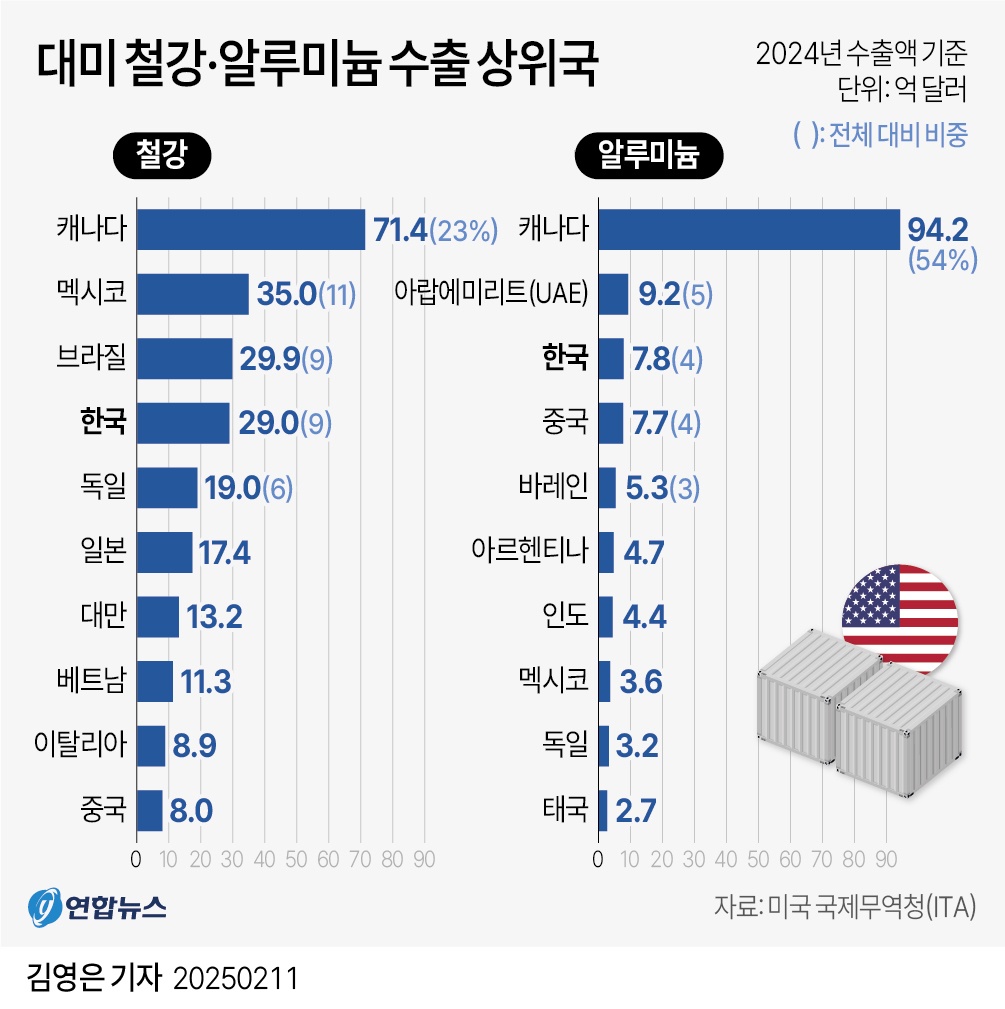 대미 철강·알루미늄 수출 상위국
2024년 수출액 기준
단위: 억 달러
( ): 전체 대비 비중
철강
캐나다 71.4(23%)
멕시코 35.0(11)
브라질 29.9(9)
한국 29.0(9)
독일 19.0(6)
일본 17.4
대만 13.2
베트남 11.3
이탈리아 8.9
중국 8.0
0 10 20 30 40 50 60 70 80 90
알루미늄
캐나다 94.2
(54%)
아랍에미리트(UAE) 9.2(5)
한국 7.8(4)
중국 7.7(4)
바레인 5.3(3)
아르헨티나 4.7
인도 4.4
멕시코 3.6
독일 3.2
태국 2.7
0 10 20 30 40 50 60 70 80 90
y 연합뉴스
자료: 미국 국제무역청(ITA)
김영은 기자 20250211